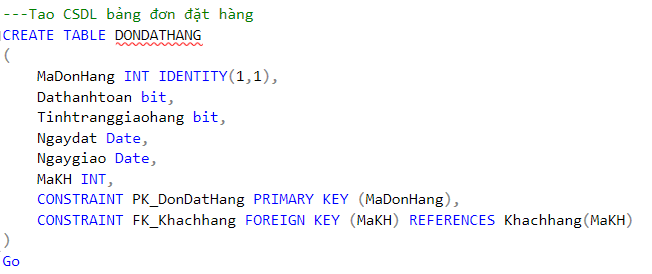 ---Tao CSDL bảng đơn đặt hàng
CREATE TABLE DONDATHANG
(
MaDonHang INT IDENTITY(1,1),
Dathanhtoan bit,
Tinhtranggiaohang bit,
Ngaydat Date,
Ngaygiao Date,
MaKH INT,
CONSTRAINT PK_DonDatHang PRIMARY KEY (MaDonHang),
CONSTRAINT FK_Khachhang FOREIGN KEY (MaKH) REFERENCES Khachhang(MaKH)
)
Go